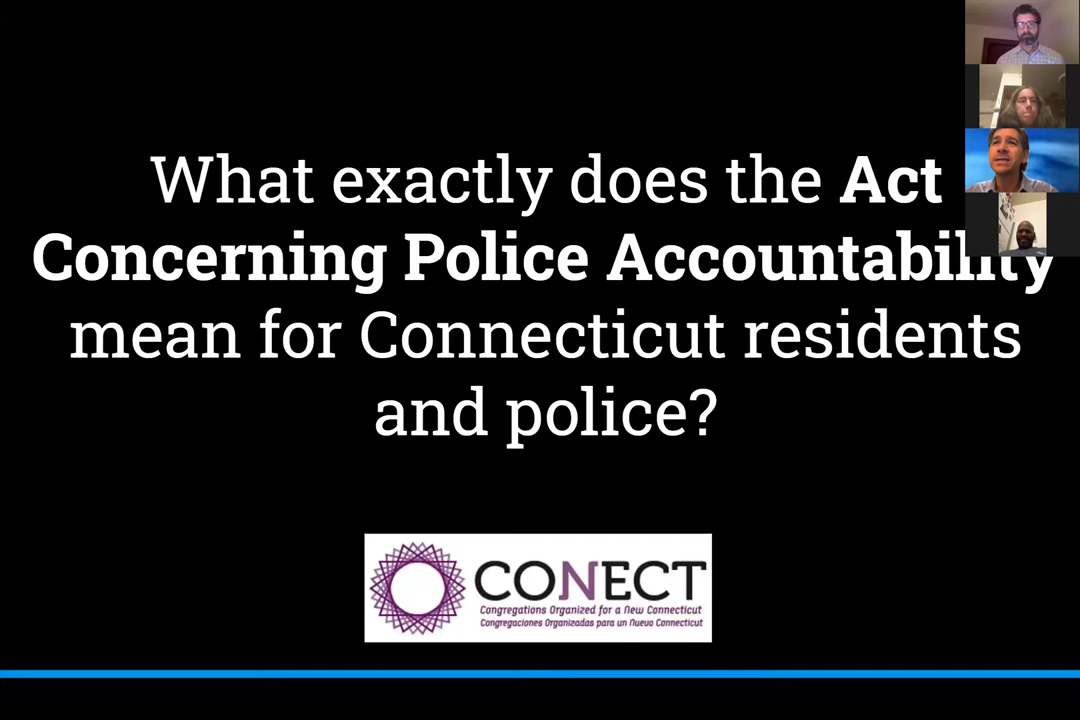 What exactly does the Act
Concerning Police Accountability
mean for Connecticut residents
and police?
CONECT
Congregations Organized for a New Connecticut
Congregaciones Organizadas para un Nuevo Connecticut